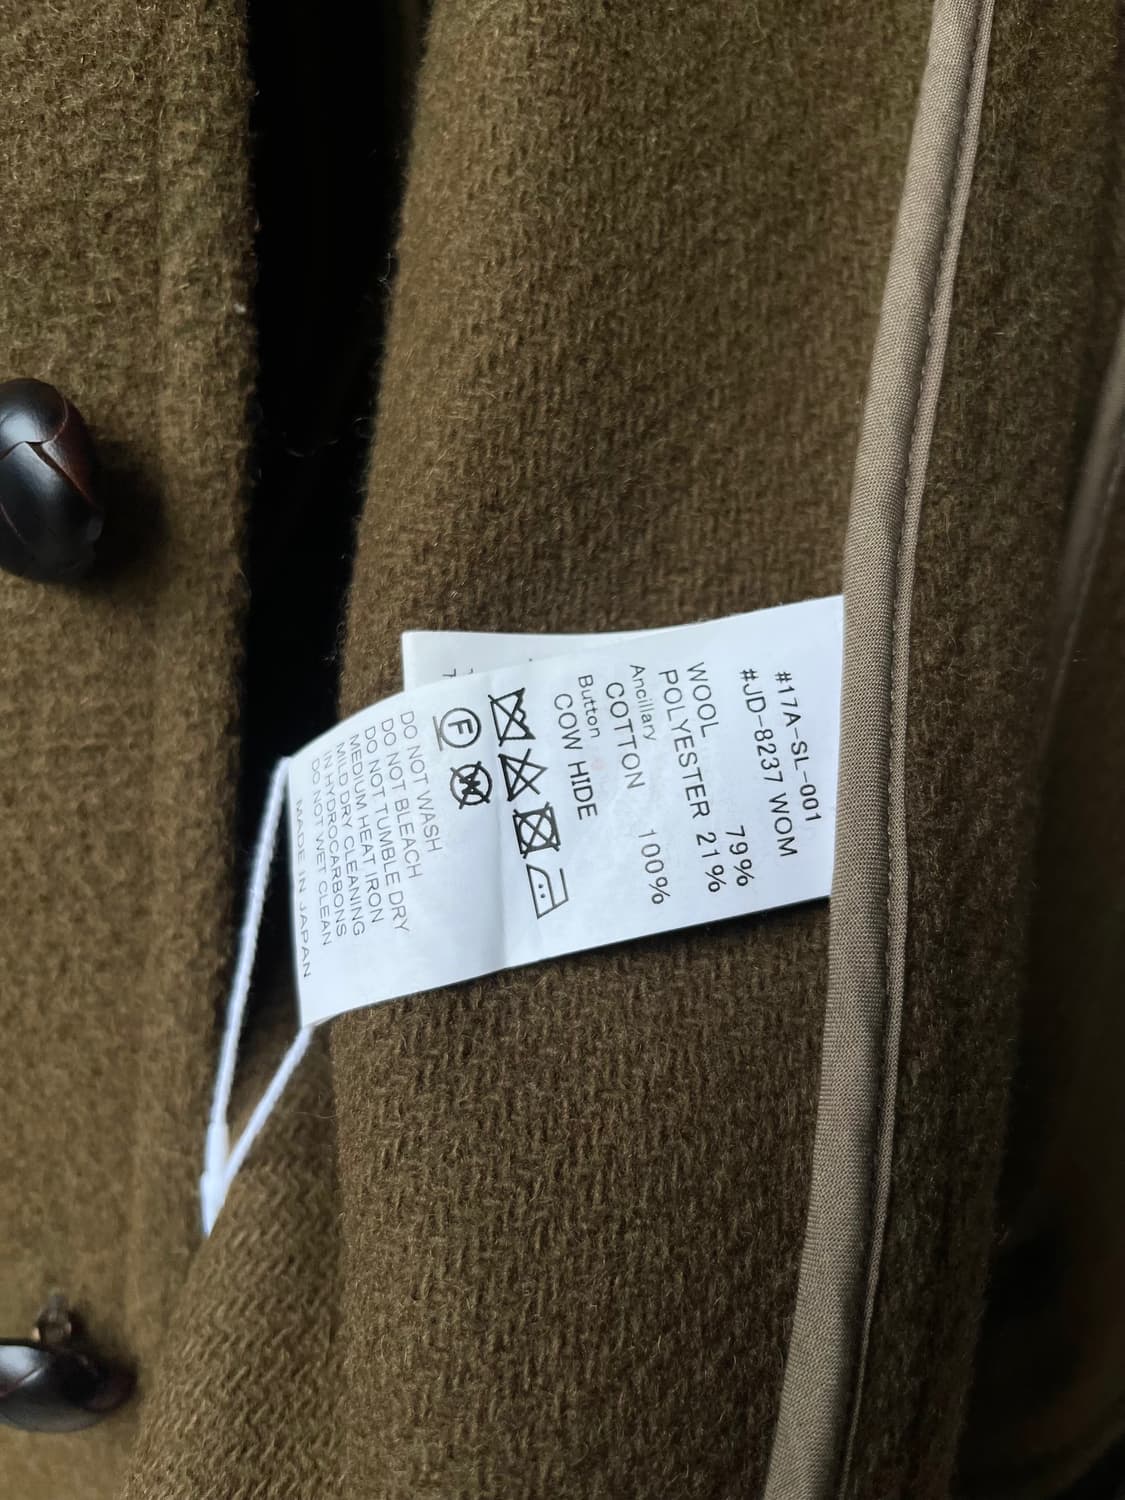 #17A-SL-001
#JD-8237 WOM
WOOL 79%
POLYESTER 21%
Ancillary
COTTON 100%
Button
COW HIDE
F
W
DO NOT WASH
DO NOT BLEACH
DO NOT TUMBLE DRY
MEDIUM HEAT IRON
MILD DRY CLEANING
IN HYDROCARBONS
DO NOT WET CLEAN
MADE IN JAPAN